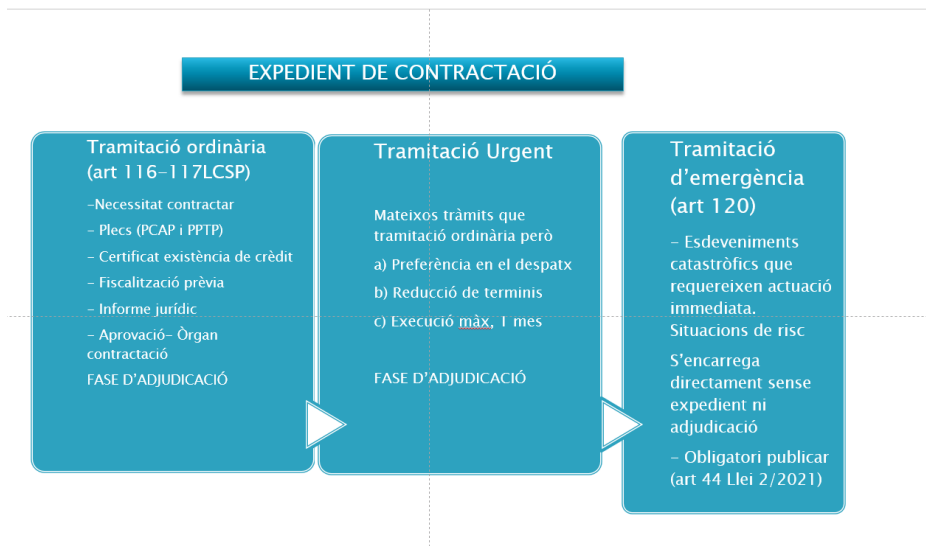 EXPEDIENT DE CONTRACTACIÓ
Tramitació ordinària
(art 116-117LCSP)
-Necessitat contractar
- Plecs (PCAP i PPTP)
- Certificat existència de crèdit
- Fiscalització prèvia
- Informe jurídic
- Aprovació- Òrgan
contractació
FASE D'ADJUDICACIÓ
Tramitació Urgent
Mateixos tràmits que
tramitació ordinària però
a) Preferència en el despatx
b) Reducció de terminis
c) Execució màx, 1 mes
FASE D'ADJUDICACIÓ
Tramitació
d'emergència
(art 120)
- Esdeveniments
catastròfics que
requereixen actuació
immediata.
Situacions de risc
S'encarrega
directament sense
expedient ni
adjudicació
- Obligatori publicar
(art 44 Llei 2/2021)